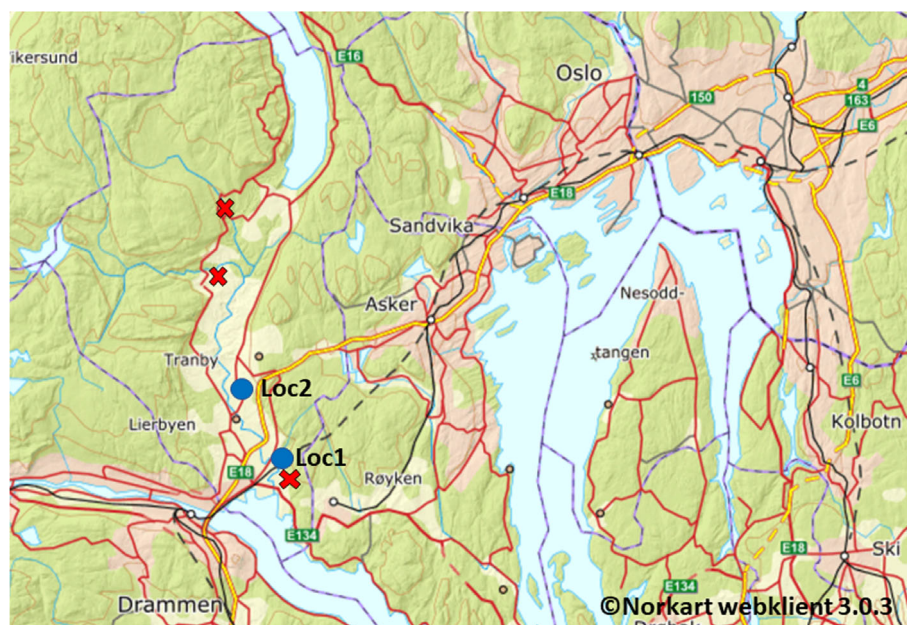 ikersund
E16
Oslo
150
4
163
E6
E18
Sandvika
Asker
Nesodd-
tangen
Tranby
Loc2
E6
Lierbyen
Kolbotn
Loc1
E18
Røyken
E134
E18
Ski
E134
Drammen
©Norkart webklient 3.0.3